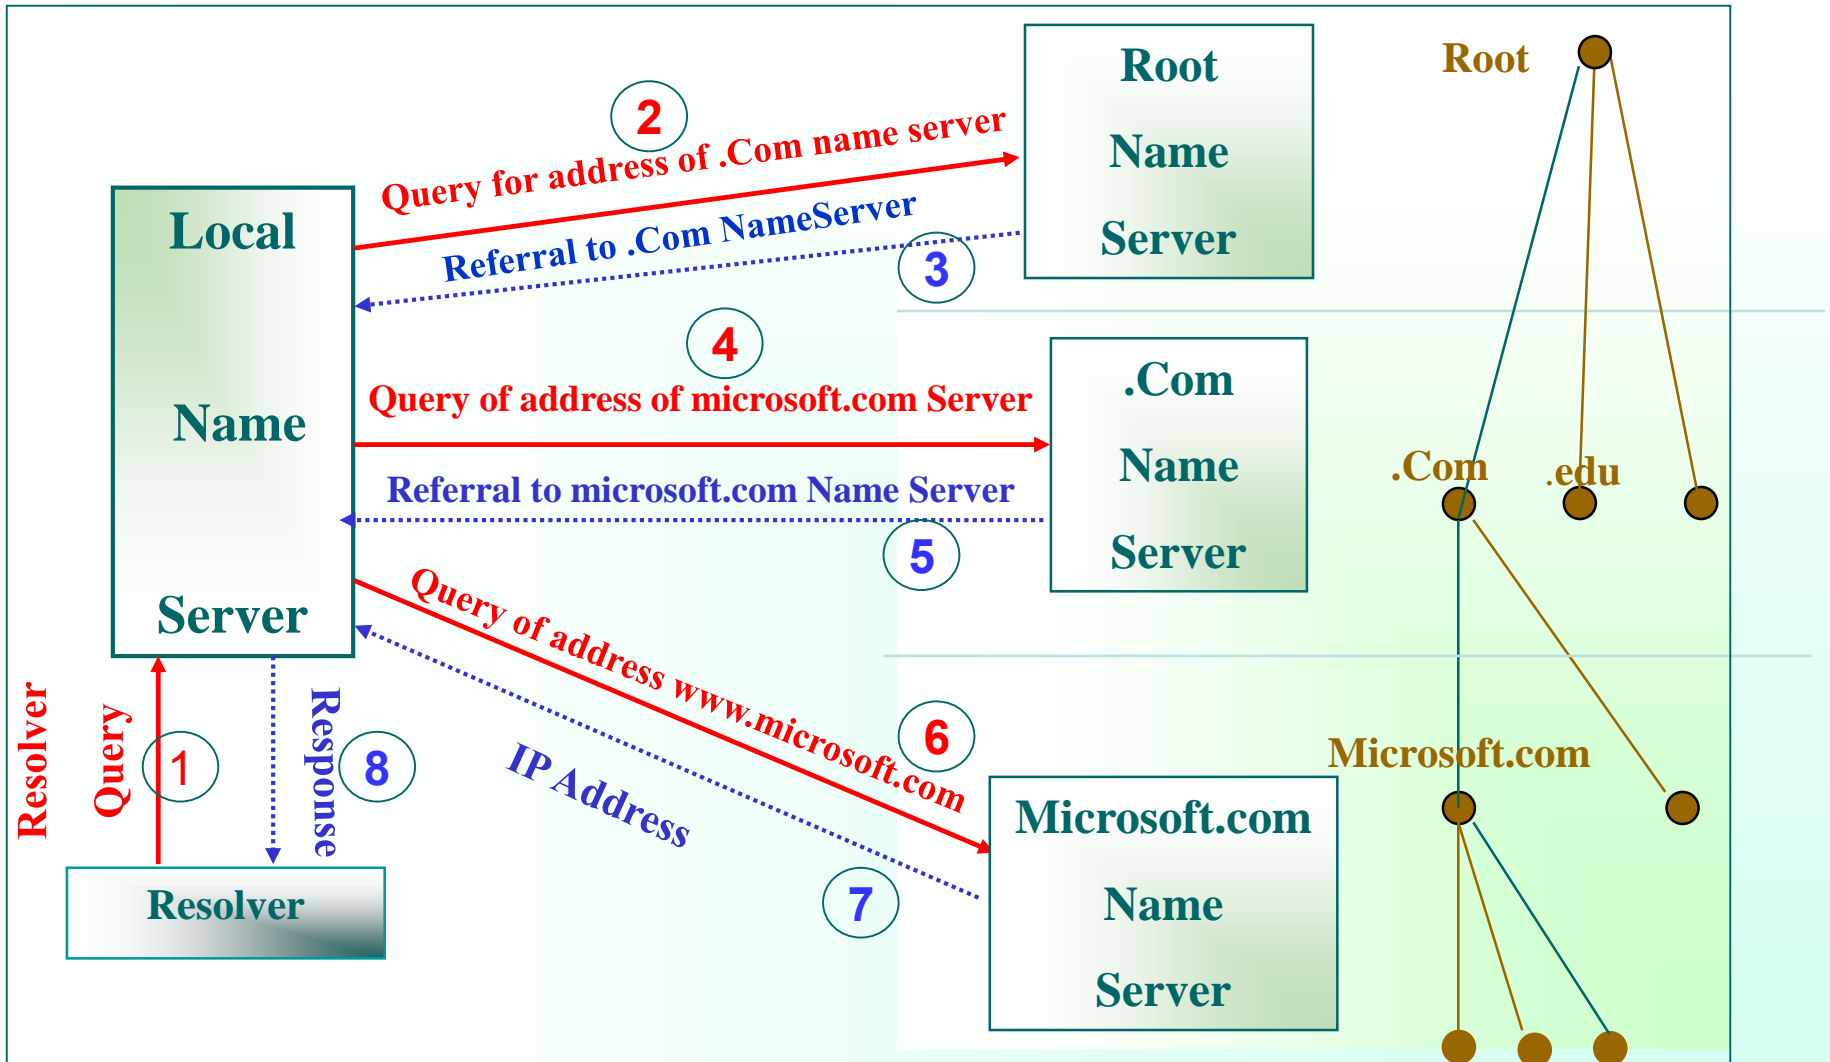 Root
Name
Server
Root
2
Query for address of .Com name server
Referral to .Com NameServer
3
Local
Name
Server
4
Query of address of microsoft.com Server
Referral to microsoft.com Name Server
5
.Com
Name
Server
.Com
.edu
Query of address www.microsoft.com
6
IP Address
7
Microsoft.com
Microsoft.com
Name
Server
Resolver
Query
1
Response
8
Resolver